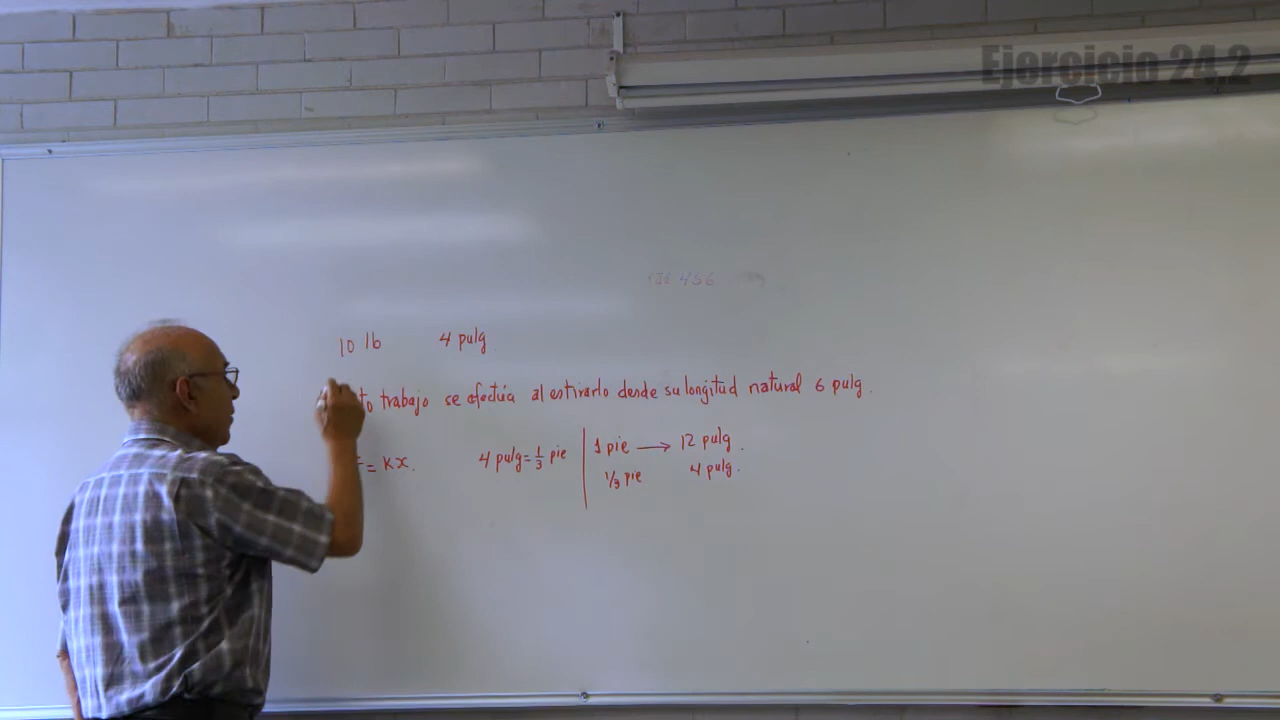 Ejercicio 24.2
10 lb 4 pulg
trabajo se efectúa al estirarlo desde su longitud natural 6 pulg.
= Kx. 4 pulg = 1/3 pie 1 pie → 12 pulg.
1/3 pie 4 pulg.